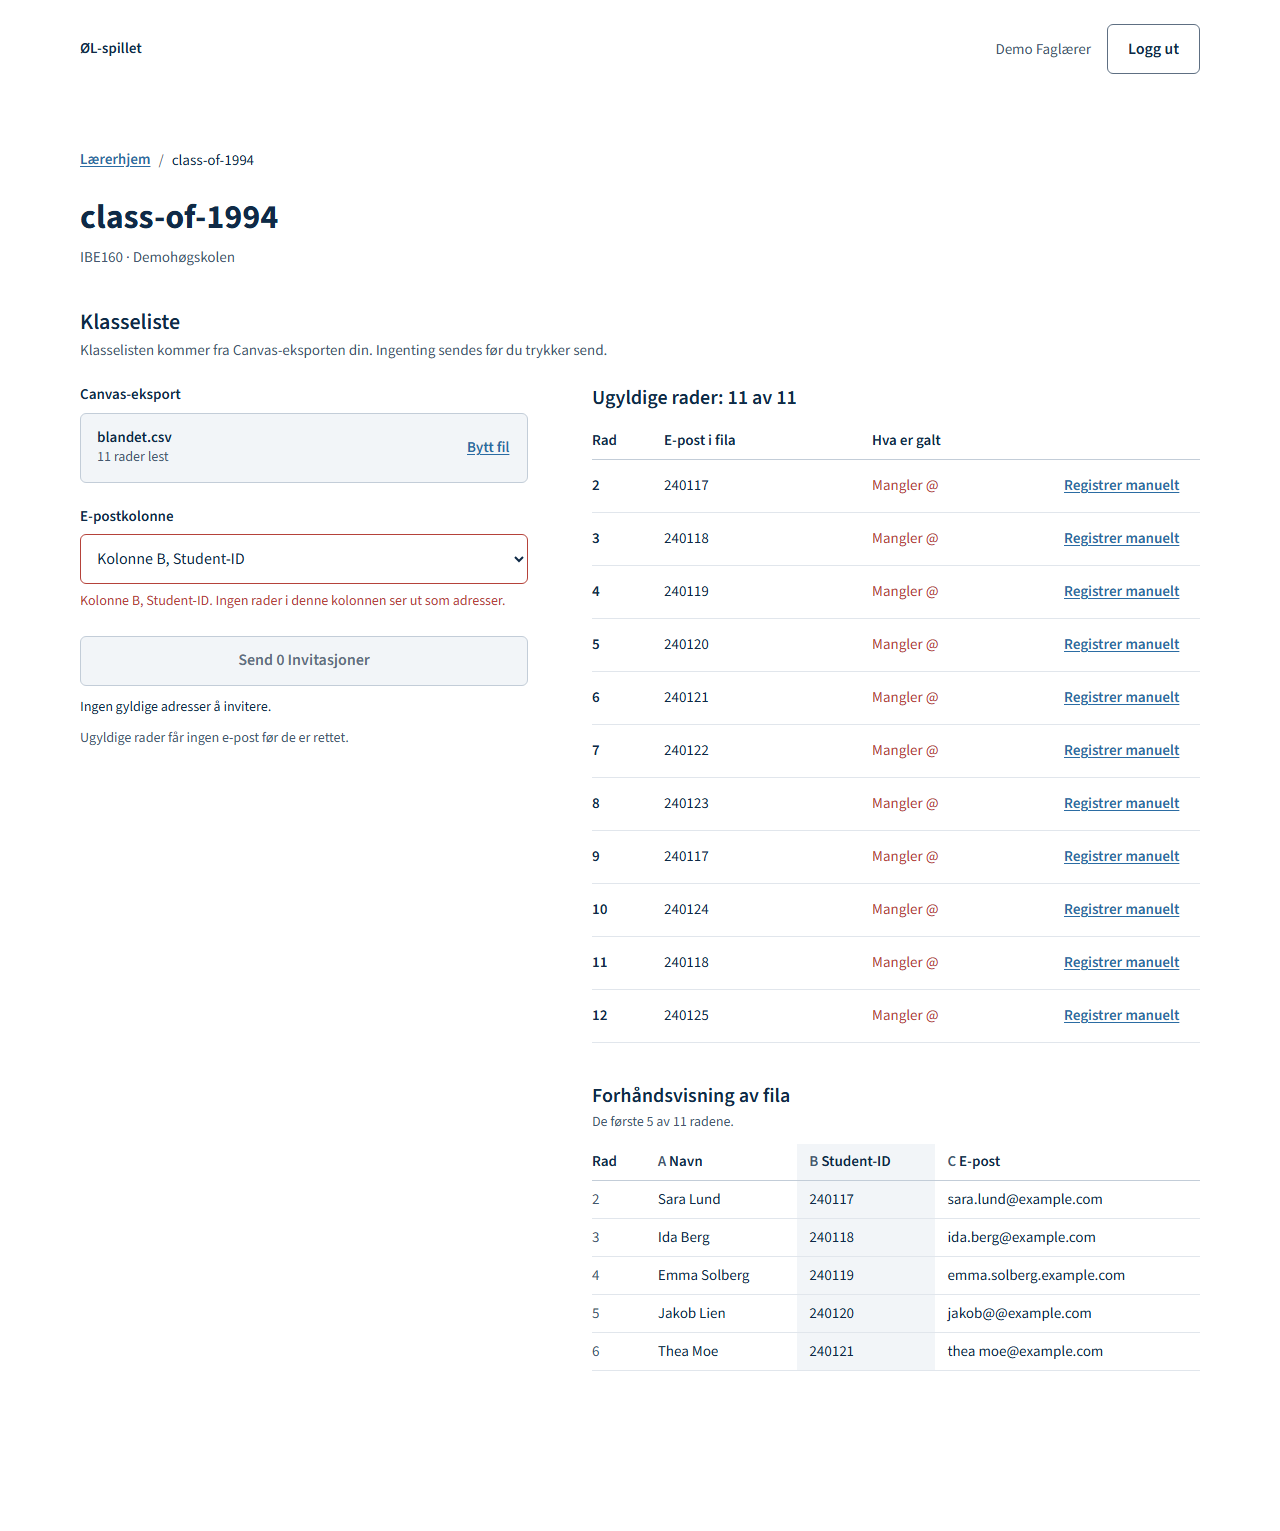 ØL-spillet
Demo Faglærer
Logg ut
Lærerhjem / class-of-1994
class-of-1994
IBE160 · Demohøgskolen
Klasseliste
Klasselisten kommer fra Canvas-eksporten din. Ingenting sendes før du trykker send.
Canvas-eksport
blandet.csv
11 rader lest
Bytt fil
E-postkolonne
Kolonne B, Student-ID
Kolonne B, Student-ID. Ingen rader i denne kolonnen ser ut som adresser.
Send 0 Invitasjoner
Ingen gyldige adresser å invitere.
Ugyldige rader får ingen e-post før de er rettet.
Ugyldige rader: 11 av 11
Rad E-post i fila Hva er galt
2 240117 Mangler @ Registrer manuelt
3 240118 Mangler @ Registrer manuelt
4 240119 Mangler @ Registrer manuelt
5 240120 Mangler @ Registrer manuelt
6 240121 Mangler @ Registrer manuelt
7 240122 Mangler @ Registrer manuelt
8 240123 Mangler @ Registrer manuelt
9 240117 Mangler @ Registrer manuelt
10 240124 Mangler @ Registrer manuelt
11 240118 Mangler @ Registrer manuelt
12 240125 Mangler @ Registrer manuelt
Forhåndsvisning av fila
De første 5 av 11 radene.
Rad A Navn B Student-ID C E-post
2 Sara Lund 240117 sara.lund@example.com
3 Ida Berg 240118 ida.berg@example.com
4 Emma Solberg 240119 emma.solberg.example.com
5 Jakob Lien 240120 jakob@@example.com
6 Thea Moe 240121 thea moe@example.com